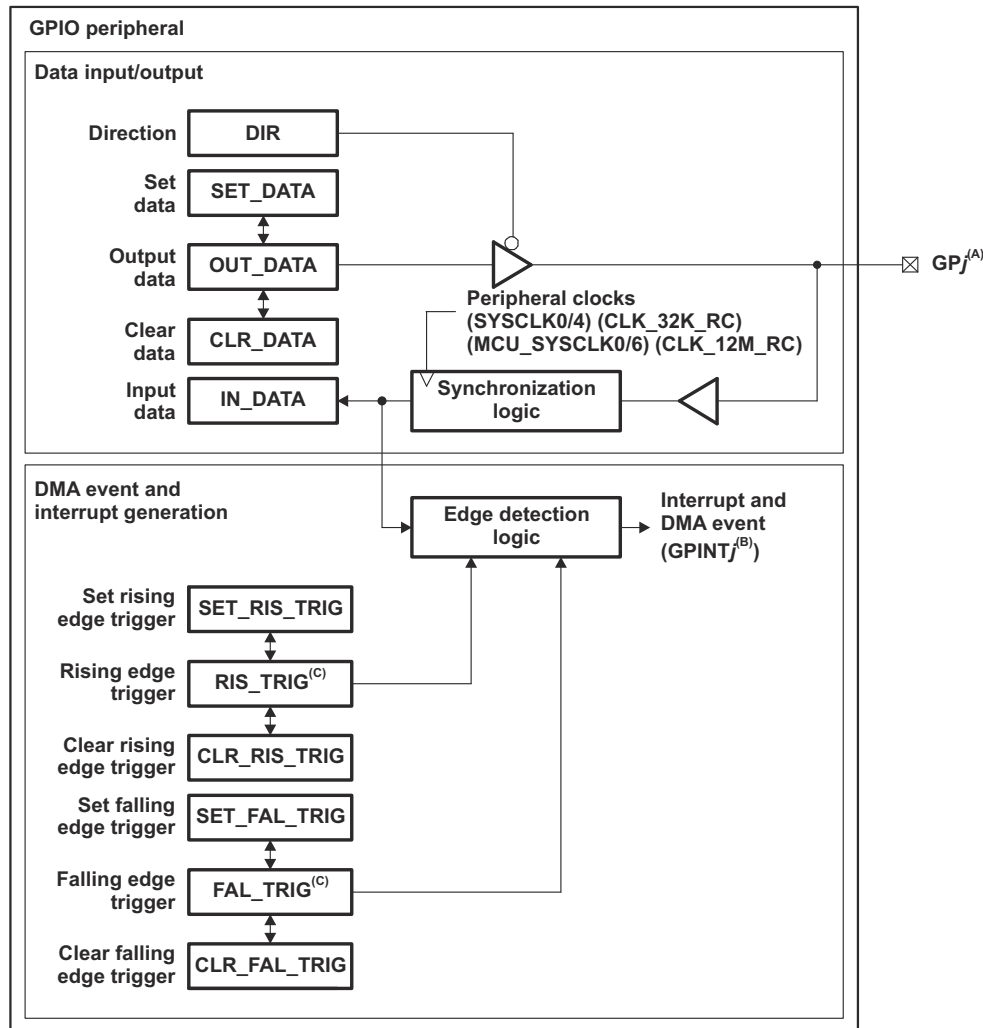 GPIO peripheral
Data input/output
Direction
DIR
Set
data
SET_DATA
Output
data
OUT_DATA
GPj(A)
Peripheral clocks
(SYSCLK0/4) (CLK_32K_RC)
(MCU_SYSCLK0/6) (CLK_12M_RC)
Clear
data
CLR_DATA
Input
data
IN_DATA
Synchronization
logic
DMA event and
interrupt generation
Edge detection
logic
Interrupt and
DMA event
(GPINTj(B))
Set rising
edge trigger
SET_RIS_TRIG
Rising edge
trigger
RIS_TRIG(C)
Clear rising
edge trigger
CLR_RIS_TRIG
Set falling
edge trigger
SET_FAL_TRIG
Falling edge
trigger
FAL_TRIG(C)
Clear falling
edge trigger
CLR_FAL_TRIG